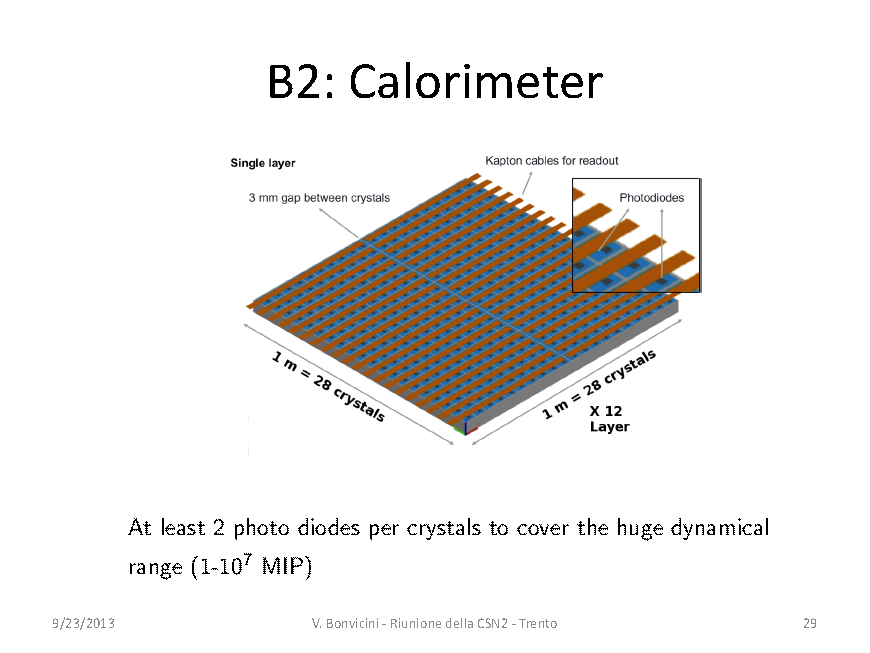 B2: Calorimeter
Single layer
Kapton cables for readout
3 mm gap between crystals
Photodiodes
1 m = 28 crystals
1 m = 28 crystals
X 12
Layer
At least 2 photo diodes per crystals to cover the huge dynamical
range (1-10⁷ MIP)
9/23/2013
V. Bonvicini - Riunione della CSN2 - Trento
29